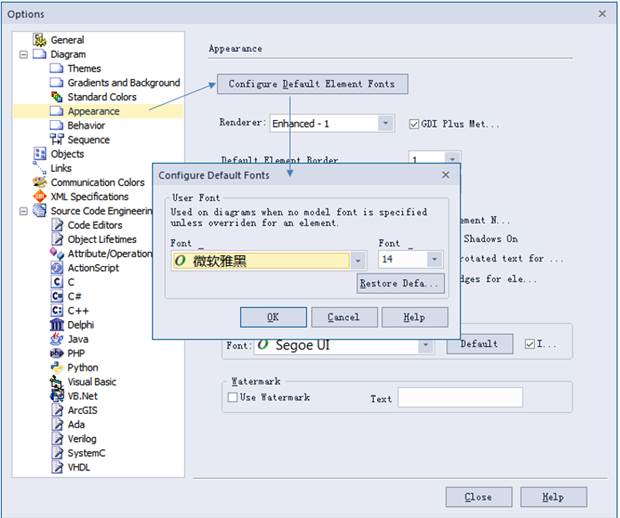 Options
General
Diagram
Themes
Gradients and Background
Standard Colors
Appearance
Behavior
Sequence
Objects
Links
Communication Colors
XML Specifications
Source Code Engineerin
Code Editors
Object Lifetimes
Attribute/Operation
ActionScript
C
C#
C++
Delphi
Java
PHP
Python
Visual Basic
VB.Net
ArcGIS
Ada
Verilog
SystemC
VHDL
Appearance
Configure Default Element Fonts
Renderer: Enhanced - 1 GDI Plus Met...
Default Element Border 1
ement N...
Shadows On
rotated text for ...
dges for ele...
Configure Default Fonts
User Font
Used on diagrams when no model font is specified
unless overriden for an element.
Font _ Font _
微软雅黑 14
Restore Defa...
OK Cancel Help
Font: Segoe UI Default I...
Watermark
Use Watermark Text
Close Help